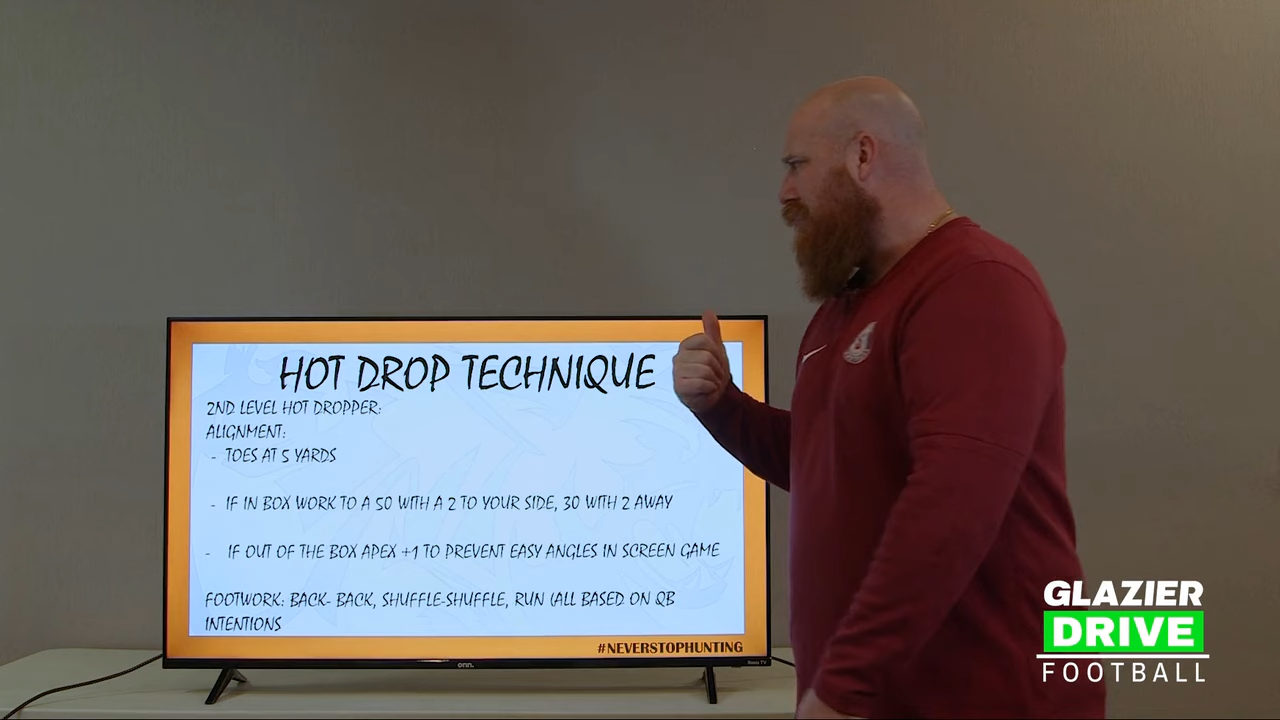 HOT DROP TECHNIQUE
2ND LEVEL HOT DROPPER:
ALIGNMENT:
- TOES AT 5 YARDS
- IF IN BOX WORK TO A 50 WITH A 2 TO YOUR SIDE, 30 WITH 2 AWAY
- IF OUT OF THE BOX APEX +1 TO PREVENT EASY ANGLES IN SCREEN GAME
FOOTWORK: BACK- BACK, SHUFFLE-SHUFFLE, RUN (ALL BASED ON QB
INTENTIONS
#NEVERSTOPHUNTING
onn.
Roku TV
GLAZIER
DRIVE
FOOTBALL